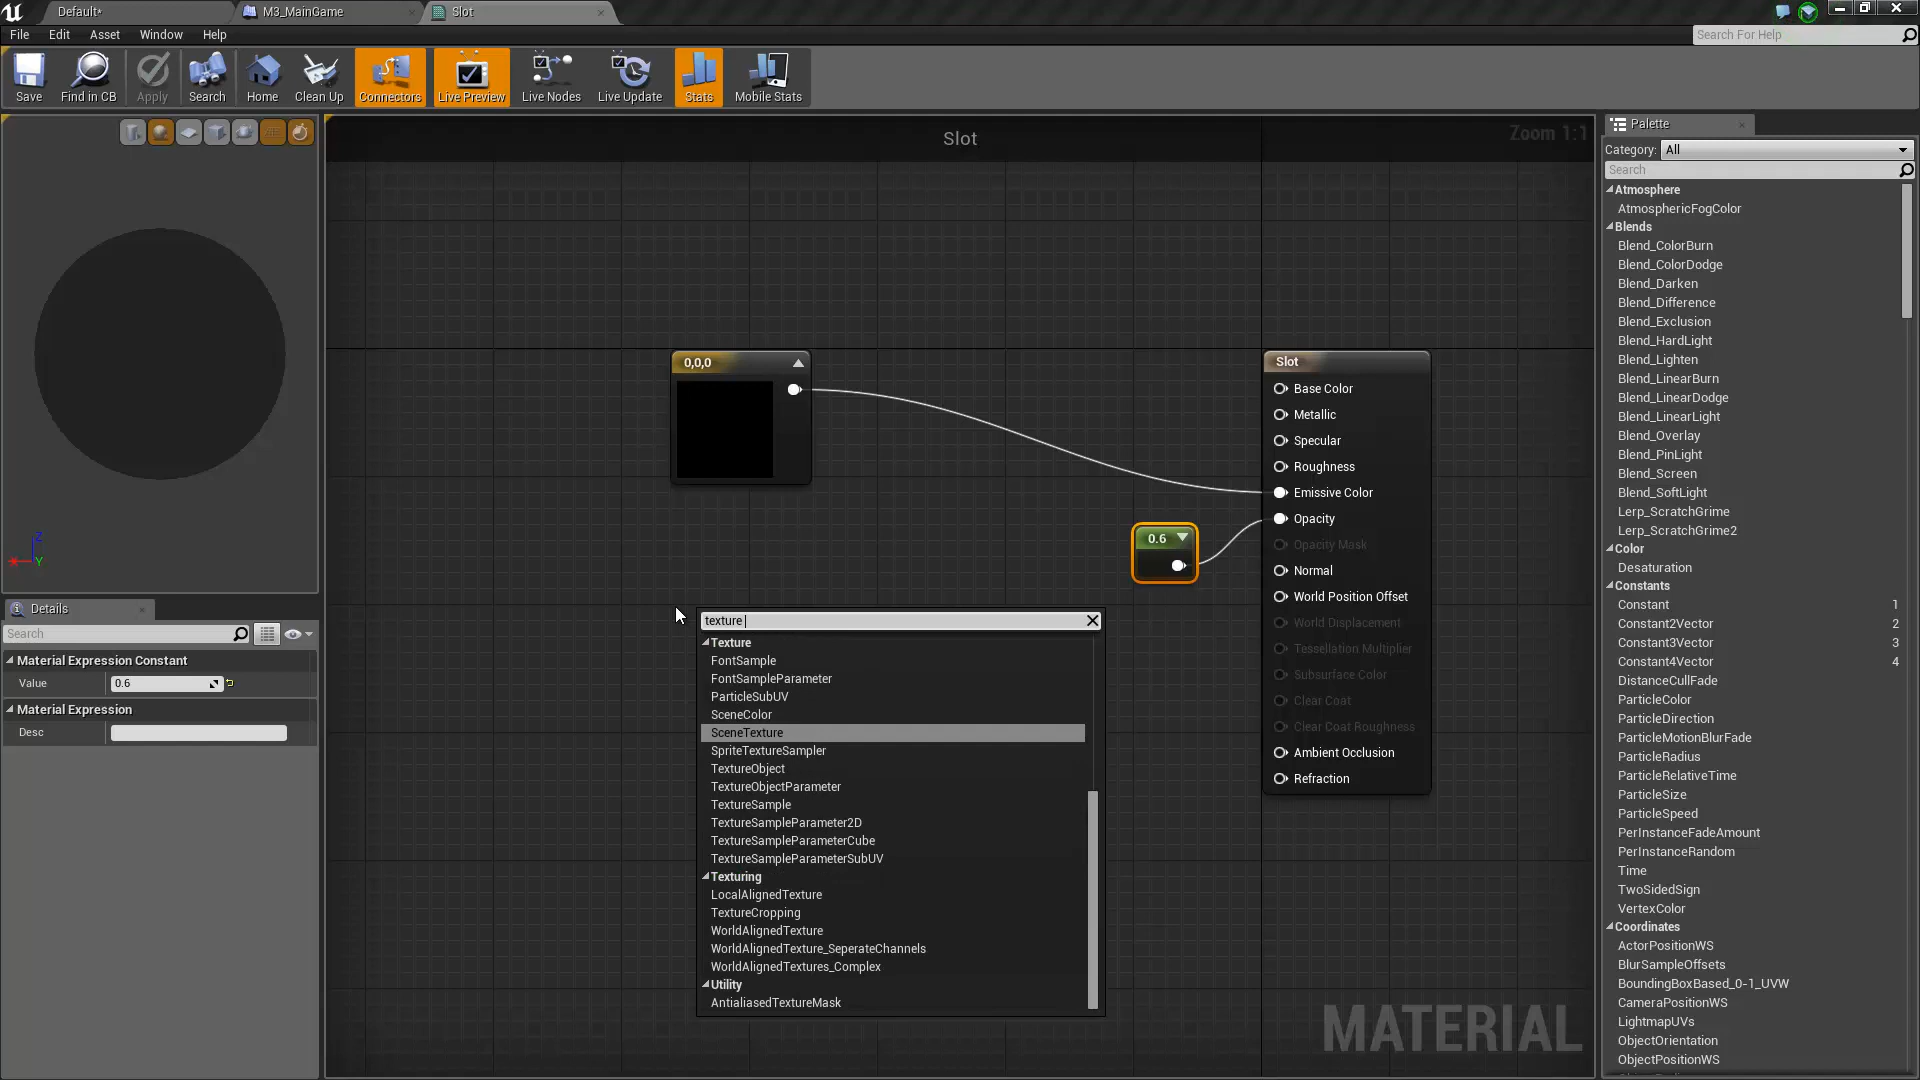 Default*
M3_MainGame
Slot
File Edit Asset Window Help
Search For Help
Save
Find in CB
Apply
Search
Home
Clean Up
Connectors
Live Preview
Live Nodes
Live Update
Stats
Mobile Stats
Slot
Zoom 1:1
Z
X
Y
Details
Search
Material Expression Constant
Value 0.6
Material Expression
Desc
0,0,0
0.6
Slot
Base Color
Metallic
Specular
Roughness
Emissive Color
Opacity
Opacity Mask
Normal
World Position Offset
World Displacement
Tessellation Multiplier
Subsurface Color
Clear Coat
Clear Coat Roughness
Ambient Occlusion
Refraction
texture
Texture
FontSample
FontSampleParameter
ParticleSubUV
SceneColor
SceneTexture
SpriteTextureSampler
TextureObject
TextureObjectParameter
TextureSample
TextureSampleParameter2D
TextureSampleParameterCube
TextureSampleParameterSubUV
Texturing
LocalAlignedTexture
TextureCropping
WorldAlignedTexture
WorldAlignedTexture_SeperateChannels
WorldAlignedTextures_Complex
Utility
AntialiasedTextureMask
MATERIAL
Palette
Category: All
Search
Atmosphere
AtmosphericFogColor
Blends
Blend_ColorBurn
Blend_ColorDodge
Blend_Darken
Blend_Difference
Blend_Exclusion
Blend_HardLight
Blend_Lighten
Blend_LinearBurn
Blend_LinearDodge
Blend_LinearLight
Blend_Overlay
Blend_PinLight
Blend_Screen
Blend_SoftLight
Lerp_ScratchGrime
Lerp_ScratchGrime2
Color
Desaturation
Constants
Constant 1
Constant2Vector 2
Constant3Vector 3
Constant4Vector 4
DistanceCullFade
ParticleColor
ParticleDirection
ParticleMotionBlurFade
ParticleRadius
ParticleRelativeTime
ParticleSize
ParticleSpeed
PerInstanceFadeAmount
PerInstanceRandom
Time
TwoSidedSign
VertexColor
Coordinates
ActorPositionWS
BlurSampleOffsets
BoundingBoxBased_0-1_UVW
CameraPositionWS
LightmapUVs
ObjectOrientation
ObjectPositionWS